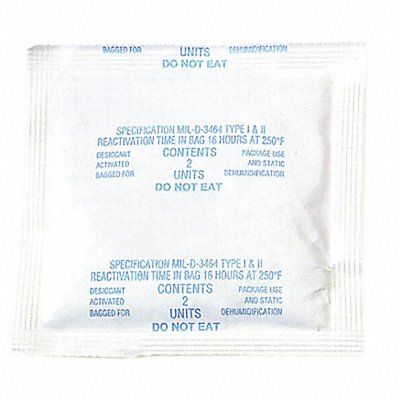 BAGGED FOR UNITS DEHUMIDIFICATION
DO NOT EAT
SPECIFICATION MIL-D-3464 TYPE I & II
REACTIVATION TIME IN BAG 16 HOURS AT 250°F
DESICCANT CONTENTS PACKAGE USE
ACTIVATED 2 AND STATIC
BAGGED FOR UNITS DEHUMIDIFICATION
DO NOT EAT
SPECIFICATION MIL-D-3464 TYPE I & II
REACTIVATION TIME IN BAG 16 HOURS AT 250°F
DESICCANT CONTENTS PACKAGE USE
ACTIVATED 2 AND STATIC
BAGGED FOR UNITS DEHUMIDIFICATION
DO NOT EAT